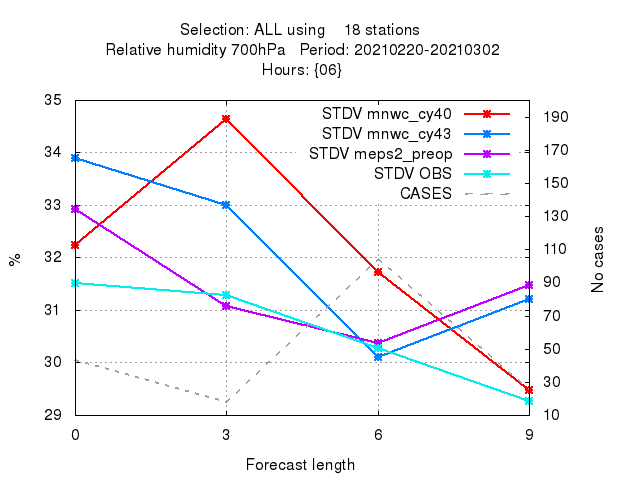 Selection: ALL using    18 stations
Relative humidity 700hPa   Period: 20210220-20210302
Hours: {06}
STDV mnwc_cy40
STDV mnwc_cy43
STDV meps2_preop
STDV OBS
CASES
%
35
34
33
32
31
30
29
190
170
150
130
110
90
70
50
30
10
No cases
0 3 6 9
Forecast length